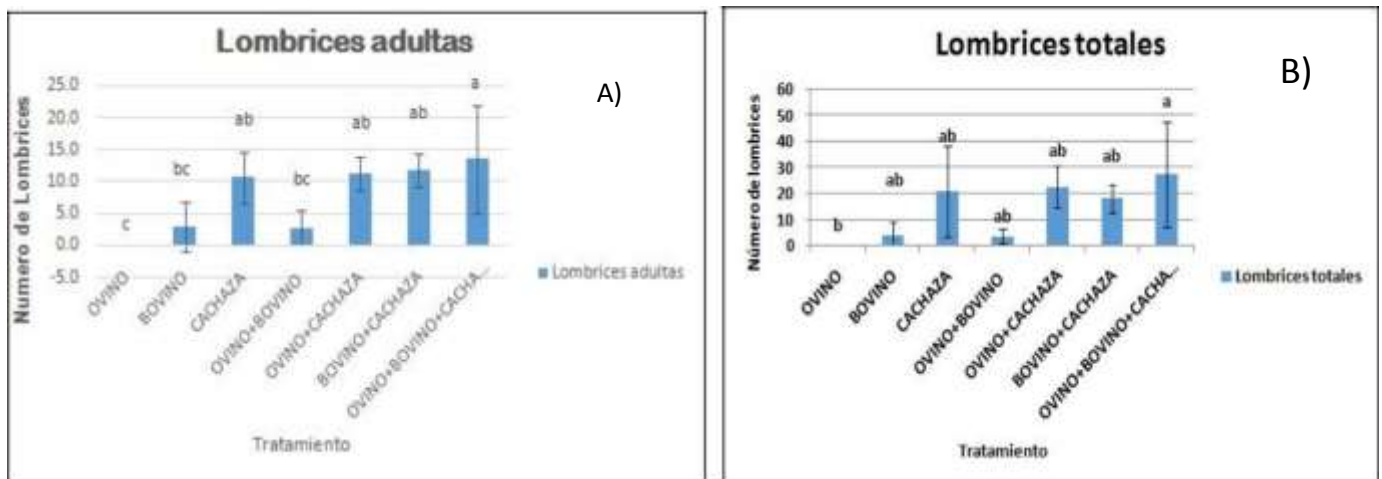 Lombrices adultas
A)
Numero de Lombrices
25.0
20.0
15.0
10.0
5.0
0.0
-5.0
c
bc
ab
bc
ab
ab
a
OVINO
BOVINO
CACHAZA
OVINO+BOVINO
OVINO+CACHAZA
BOVINO+CACHAZA
OVINO+BOVINO+CACHA...
Lombrices adultas
Tratamiento
Lombrices totales
B)
Número de lombrices
60
50
40
30
20
10
0
b
ab
ab
ab
ab
ab
a
OVINO
BOVINO
CACHAZA
OVINO+BOVINO
OVINO+CACHAZA
BOVINO+CACHAZA
OVINO+BOVINO+CACHA...
Lombrices totales
Tratamiento